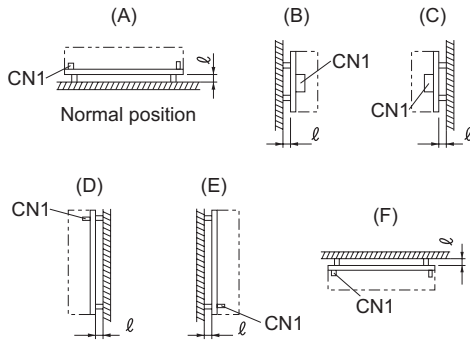 (A)
ℓ
CN1
Normal position
(B)
CN1
ℓ
(C)
CN1
ℓ
(D)
CN1
ℓ
(E)
CN1
ℓ
(F)
ℓ
CN1